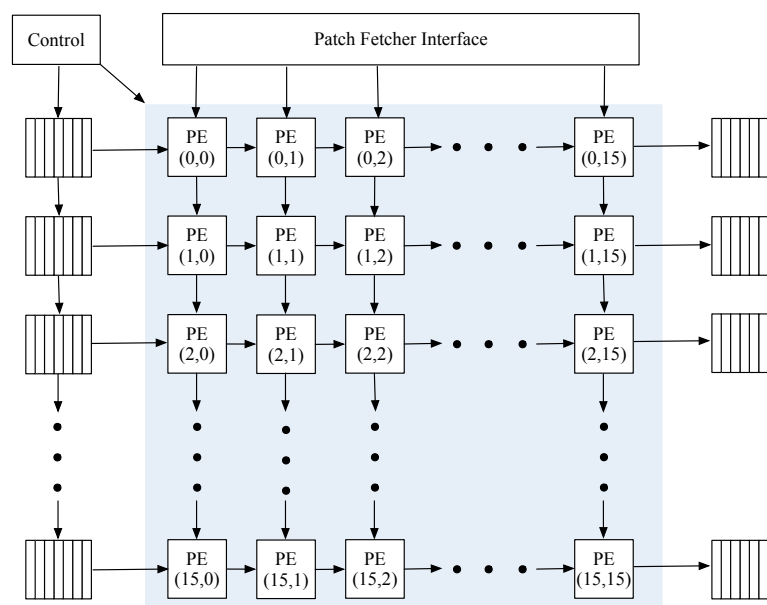 Control
Patch Fetcher Interface
PE
(0,0)
PE
(0,1)
PE
(0,2)
PE
(0,15)
PE
(1,0)
PE
(1,1)
PE
(1,2)
PE
(1,15)
PE
(2,0)
PE
(2,1)
PE
(2,2)
PE
(2,15)
PE
(15,0)
PE
(15,1)
PE
(15,2)
PE
(15,15)